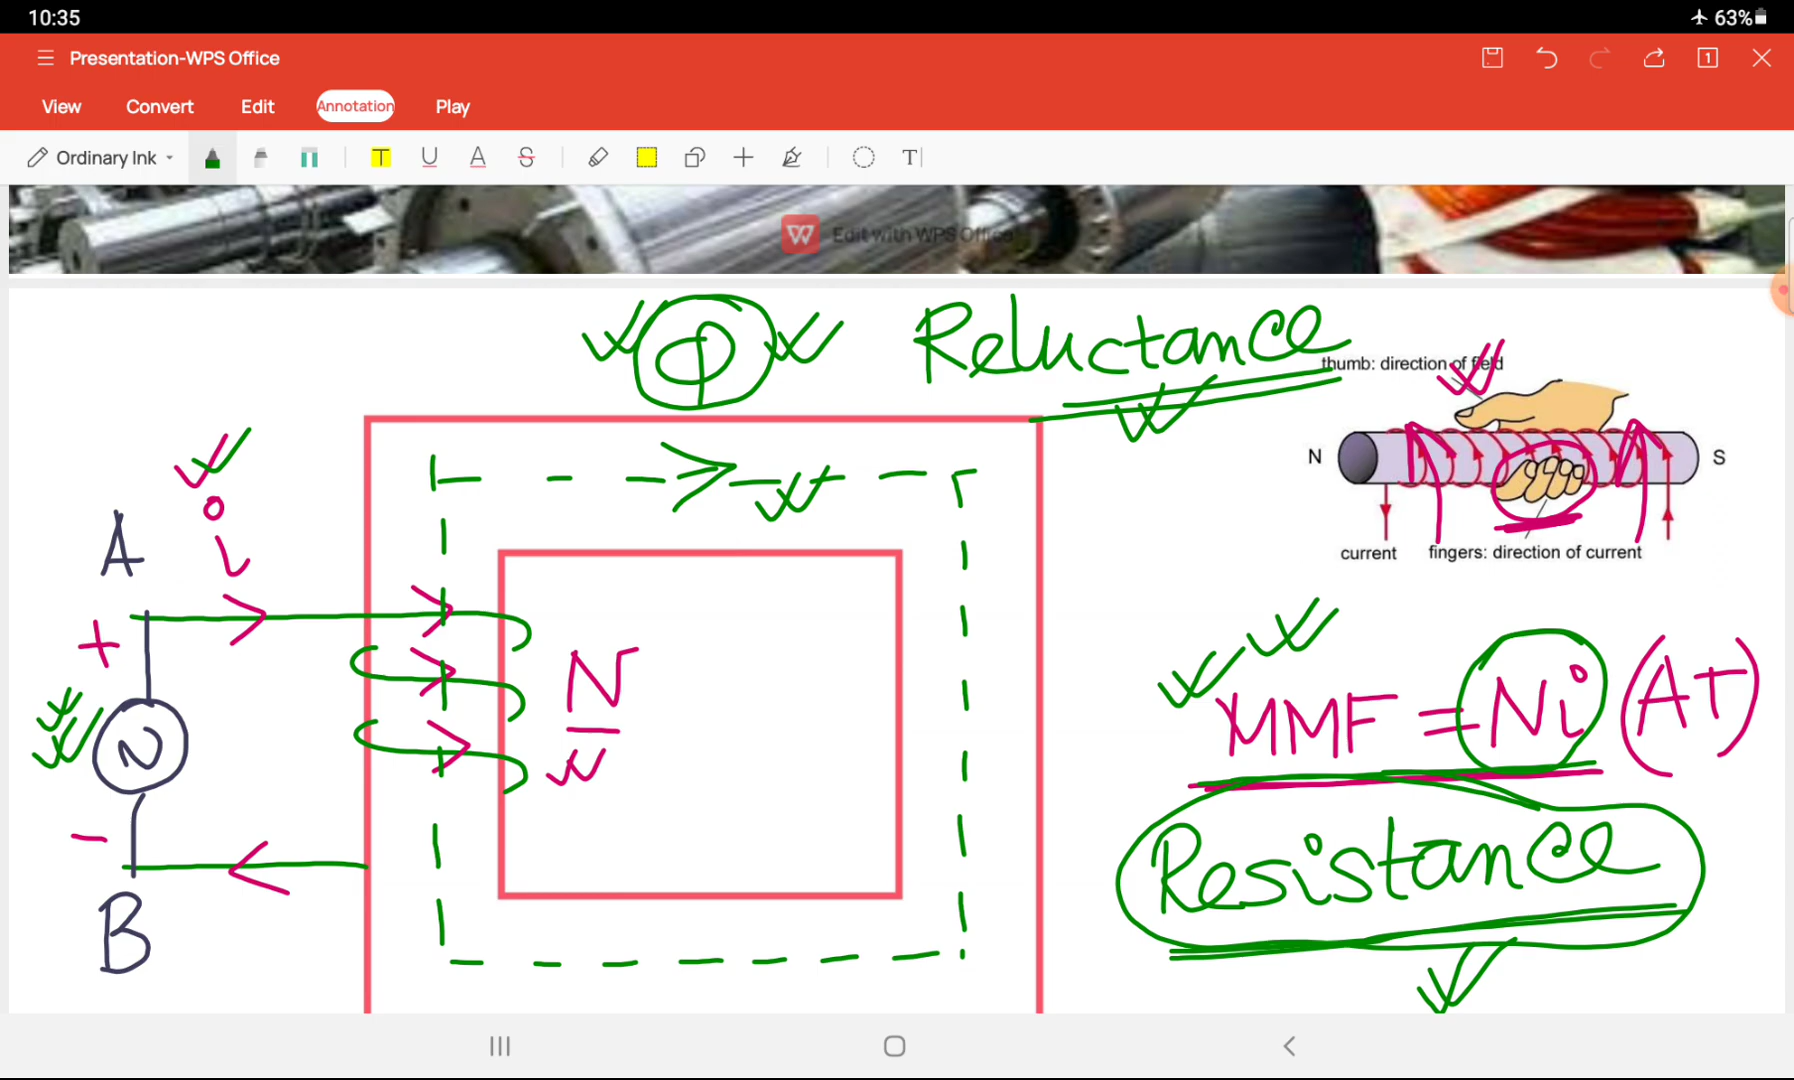 10:35
63%
Presentation-WPS Office
1
View Convert Edit Annotation Play
Ordinary Ink T U A S T
Edit with WPS Office
φ Reluctance
thumb: direction of field
N S
current fingers: direction of current
i
A
+
N
MMF = Ni (AT)
-
Resistance
B